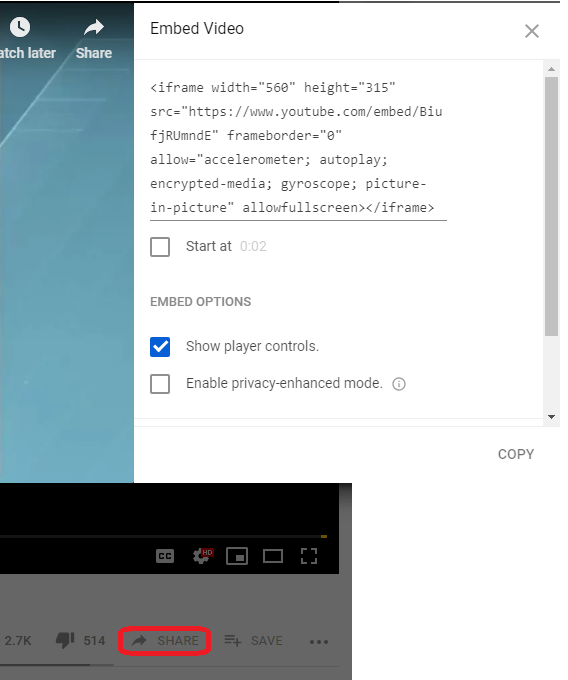 atch later
Share
Embed Video
<iframe width="560" height="315"
src="https://www.youtube.com/embed/Biu
fjRUmndE" frameborder="0"
allow="accelerometer; autoplay;
encrypted-media; gyroscope; picture-
in-picture" allowfullscreen></iframe>
Start at 0:02
EMBED OPTIONS
Show player controls.
Enable privacy-enhanced mode.
COPY
CC HD
2.7K 514 SHARE SAVE